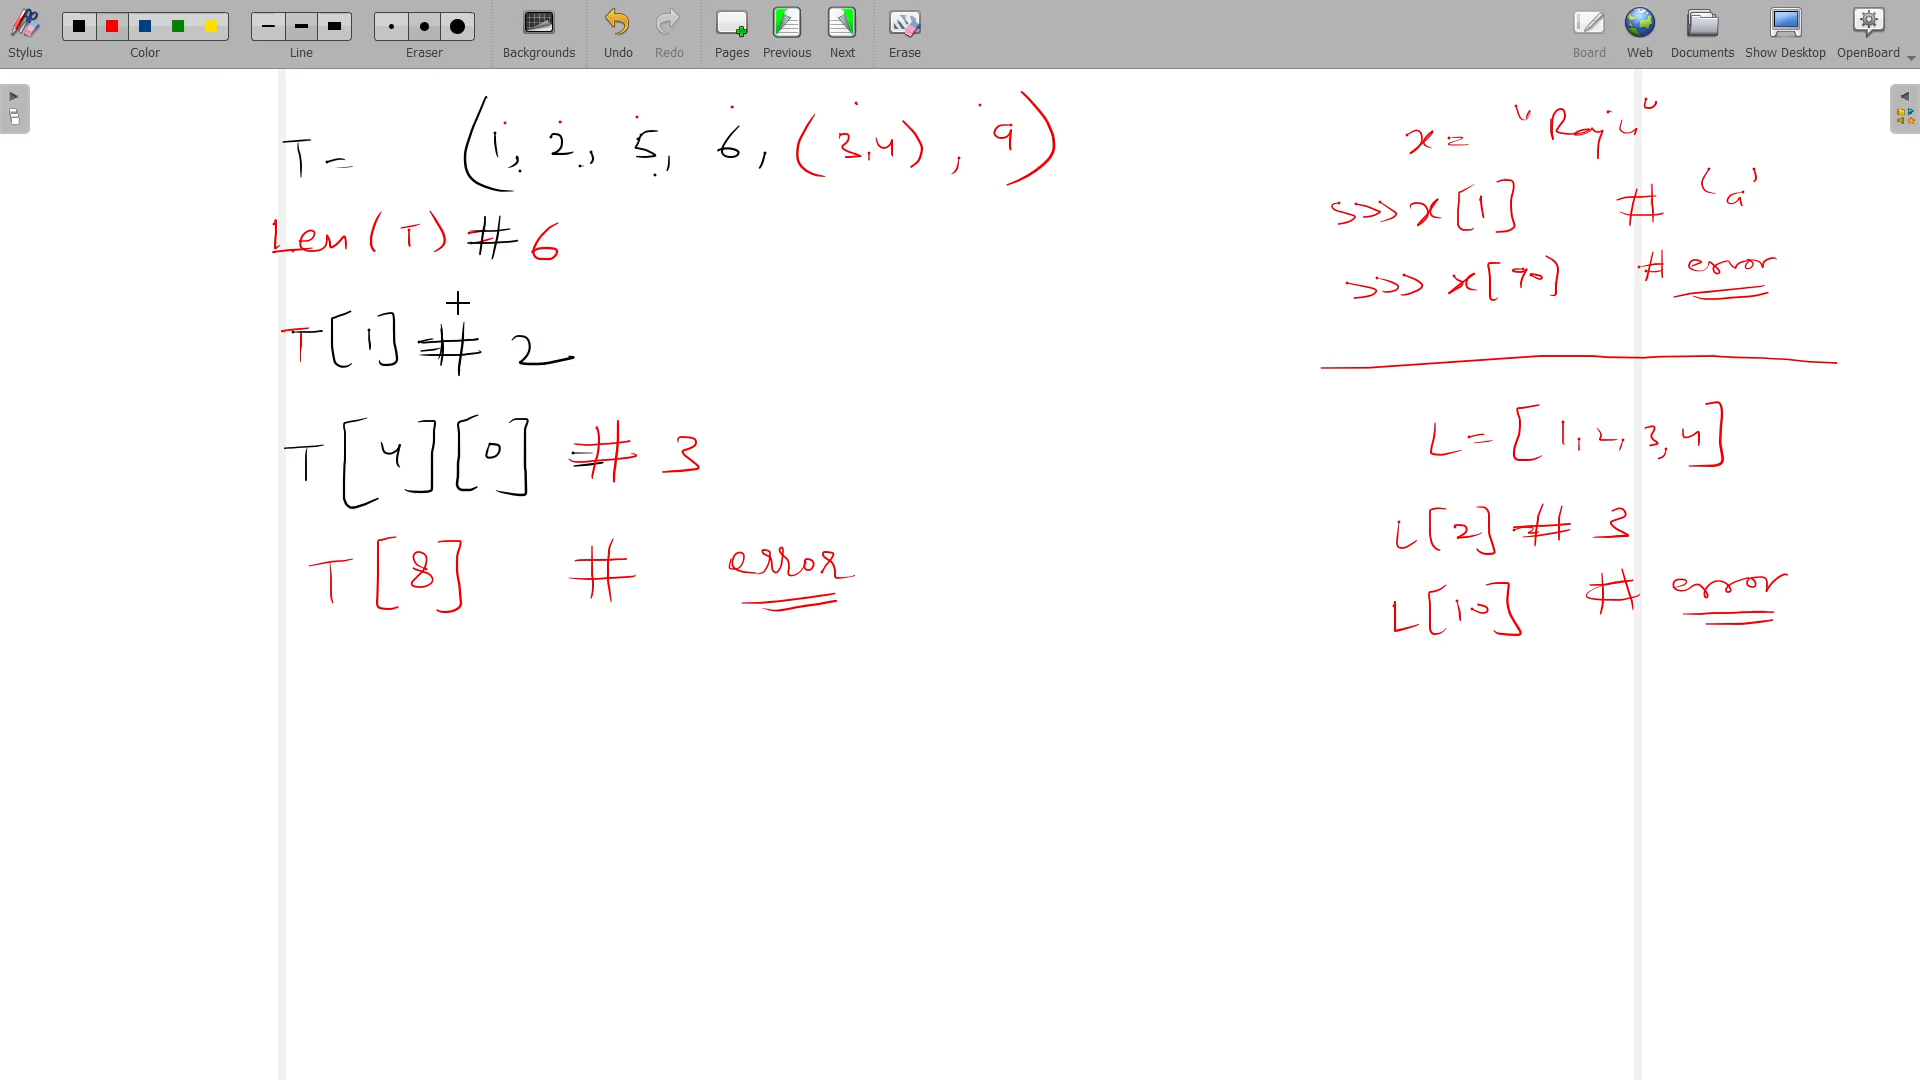 Stylus Color Line Eraser Backgrounds Undo Redo Pages Previous Next Erase Board Web Documents Show Desktop OpenBoard
T = (1, 2, 5, 6, (3,4), 9)
Len (T) # 6
T[1] # 2
T[4][0] # 3
T[8] # error
x = "Raju"
>>> x[1] # 'a'
>>> x[90] # error
L = [1, 2, 3, 4]
L[2] # 3
L[10] # error